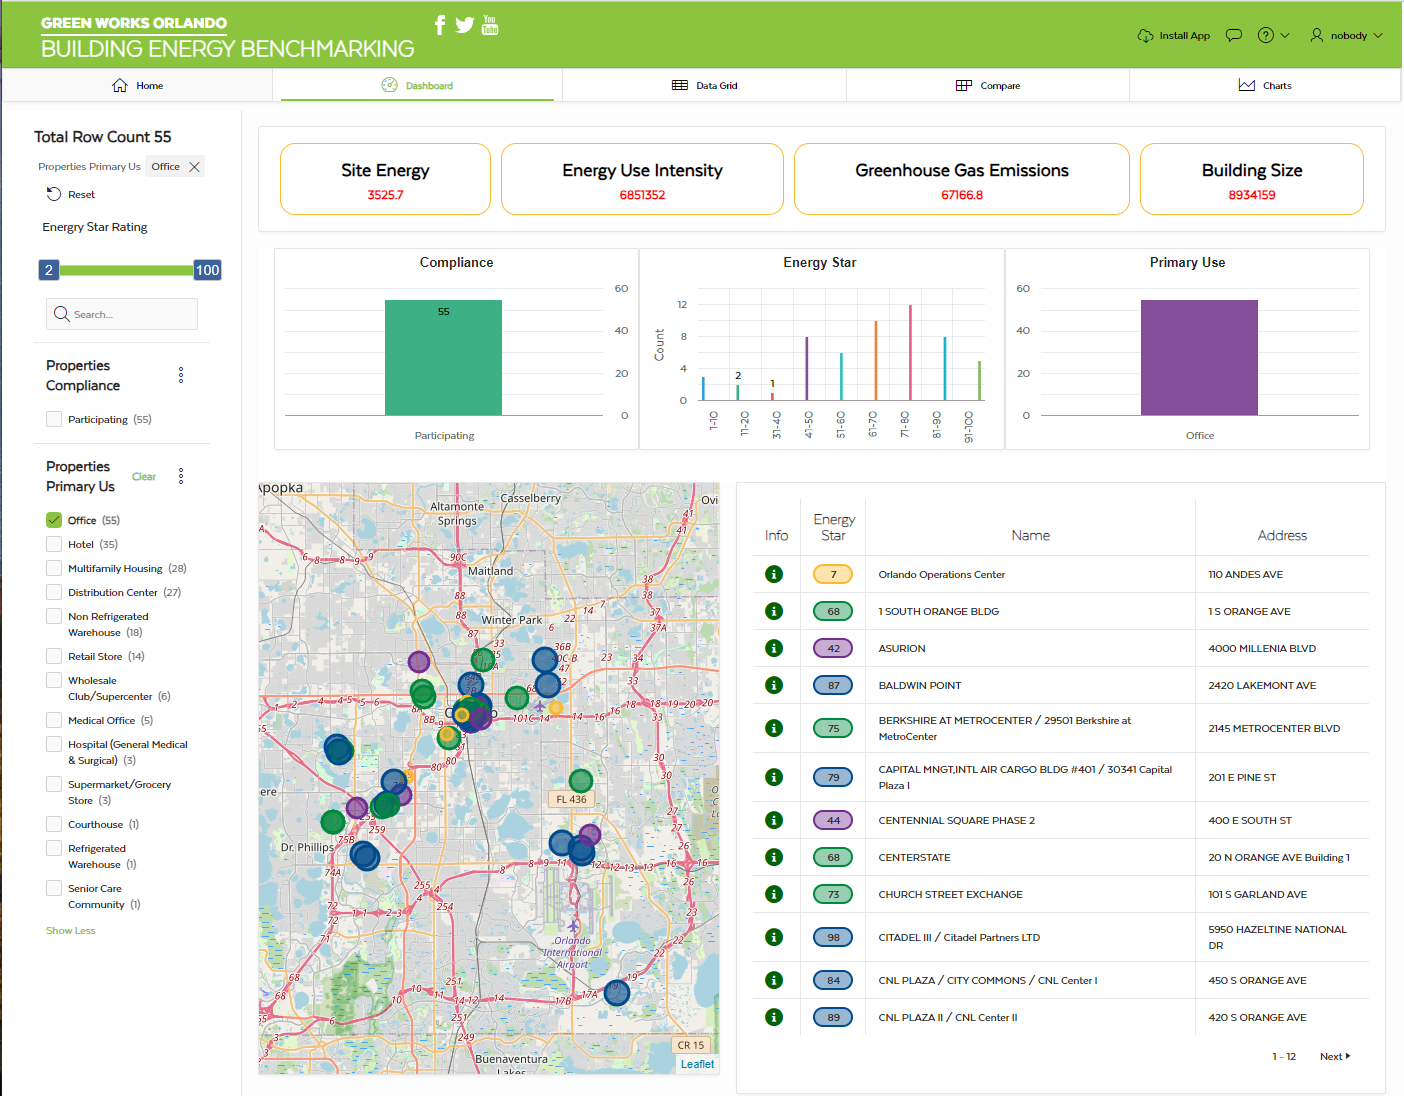 GREEN WORKS ORLANDO
BUILDING ENERGY BENCHMARKING
You
Tube
Install App
nobody
Home
Dashboard
Data Grid
Compare
Charts
Total Row Count 55
Properties Primary Us Office
Reset
Energry Star Rating
2 100
Search...
Properties
Compliance
Participating (55)
Properties
Primary Us
Clear
Office (55)
Hotel (35)
Multifamily Housing (28)
Distribution Center (27)
Non Refrigerated
Warehouse (18)
Retail Store (14)
Wholesale
Club/Supercenter (6)
Medical Office (5)
Hospital (General Medical
& Surgical) (3)
Supermarket/Grocery
Store (3)
Courthouse (1)
Refrigerated
Warehouse (1)
Senior Care
Community (1)
Show Less
Site Energy
3525.7
Energy Use Intensity
6851352
Greenhouse Gas Emissions
67166.8
Building Size
8934159
Compliance
60
40
20
0
55
Participating
Energy Star
Count
12
8
4
0
2
1
1-10
11-20
31-40
41-50
51-60
61-70
71-80
81-90
91-100
Primary Use
60
40
20
0
Office
Apopka
Casselberry
Altamonte
Springs
Ovi
Maitland
Winter Park
FL 436
ere
Dr. Phillips
Orlando
International
Airport
CR 15
Buenaventura
Lakes
Leaflet
Info
Energy
Star
Name
Address
7 Orlando Operations Center 110 ANDES AVE
68 1 SOUTH ORANGE BLDG 1 S ORANGE AVE
42 ASURION 4000 MILLENIA BLVD
87 BALDWIN POINT 2420 LAKEMONT AVE
75 BERKSHIRE AT METROCENTER / 29501 Berkshire at
MetroCenter
2145 METROCENTER BLVD
79 CAPITAL MNGT,INTL AIR CARGO BLDG #401 / 30341 Capital
Plaza I
201 E PINE ST
44 CENTENNIAL SQUARE PHASE 2 400 E SOUTH ST
68 CENTERSTATE 20 N ORANGE AVE Building 1
73 CHURCH STREET EXCHANGE 101 S GARLAND AVE
98 CITADEL III / Citadel Partners LTD 5950 HAZELTINE NATIONAL
DR
84 CNL PLAZA / CITY COMMONS / CNL Center I 450 S ORANGE AVE
89 CNL PLAZA II / CNL Center II 420 S ORANGE AVE
1 - 12 Next